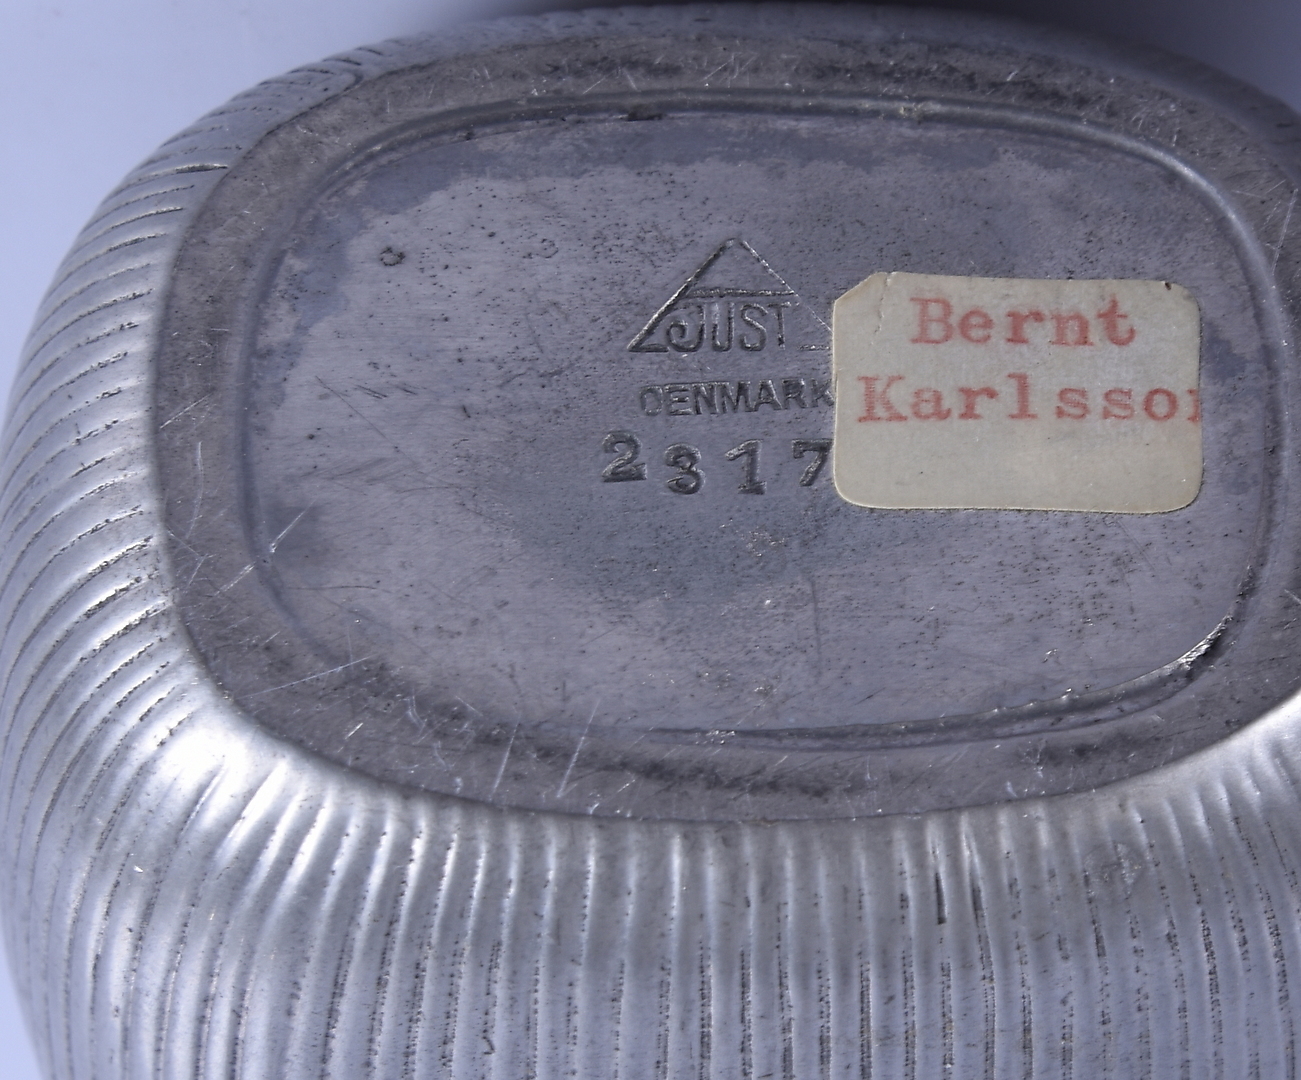 JUST
DENMARK
2317
Bernt
Karlsso